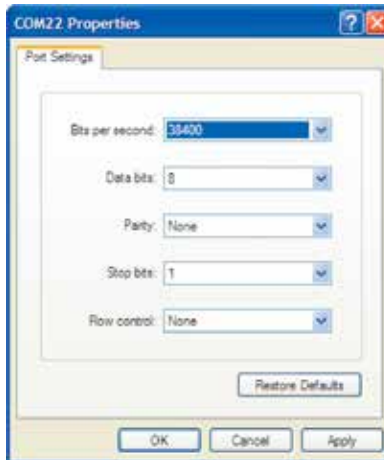 COM22 Properties
Port Settings
Bits per second: 38400
Data bits: 8
Parity: None
Stop bits: 1
Flow control: None
Restore Defaults
OK Cancel Apply